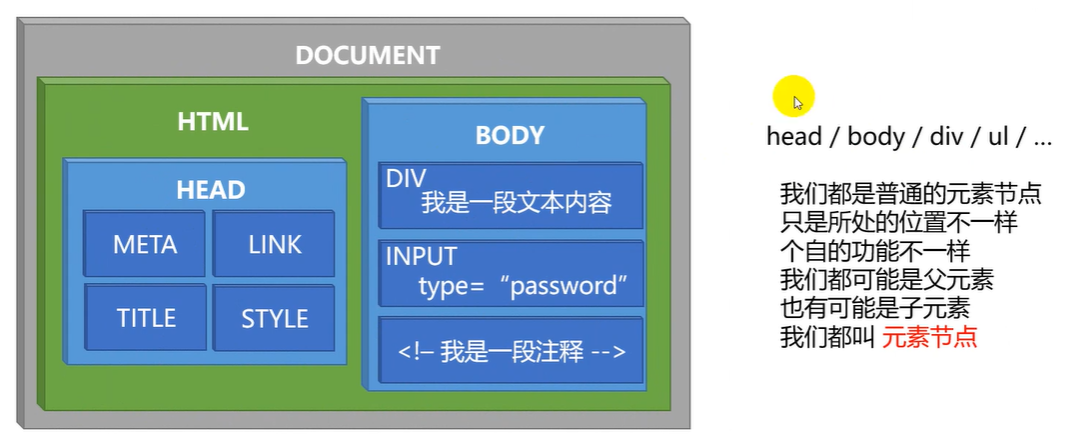 DOCUMENT
HTML
HEAD
META
LINK
TITLE
STYLE
BODY
DIV
我是一段文本内容
INPUT
type=“password”
<!– 我是一段注释 -->
head / body / div / ul / ...
我们都是普通的元素节点
只是所处的位置不一样
个自的功能不一样
我们都可能是父元素
也有可能是子元素
我们都叫 元素节点